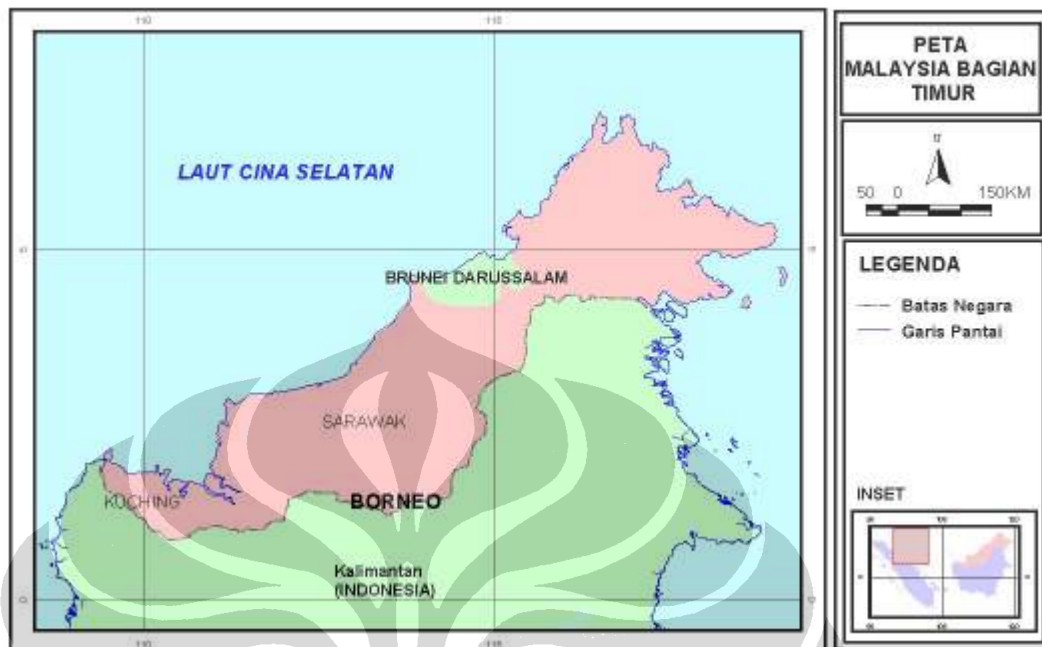 PETA
MALAYSIA BAGIAN
TIMUR
50 0 150KM
LEGENDA
Batas Negara
Garis Pantai
INSET
110
LAUT CINA SELATAN
BRUNEI DARUSSALAM
SARAWAK
KUCHING
BORNEO
Kalimantan
(INDONESIA)